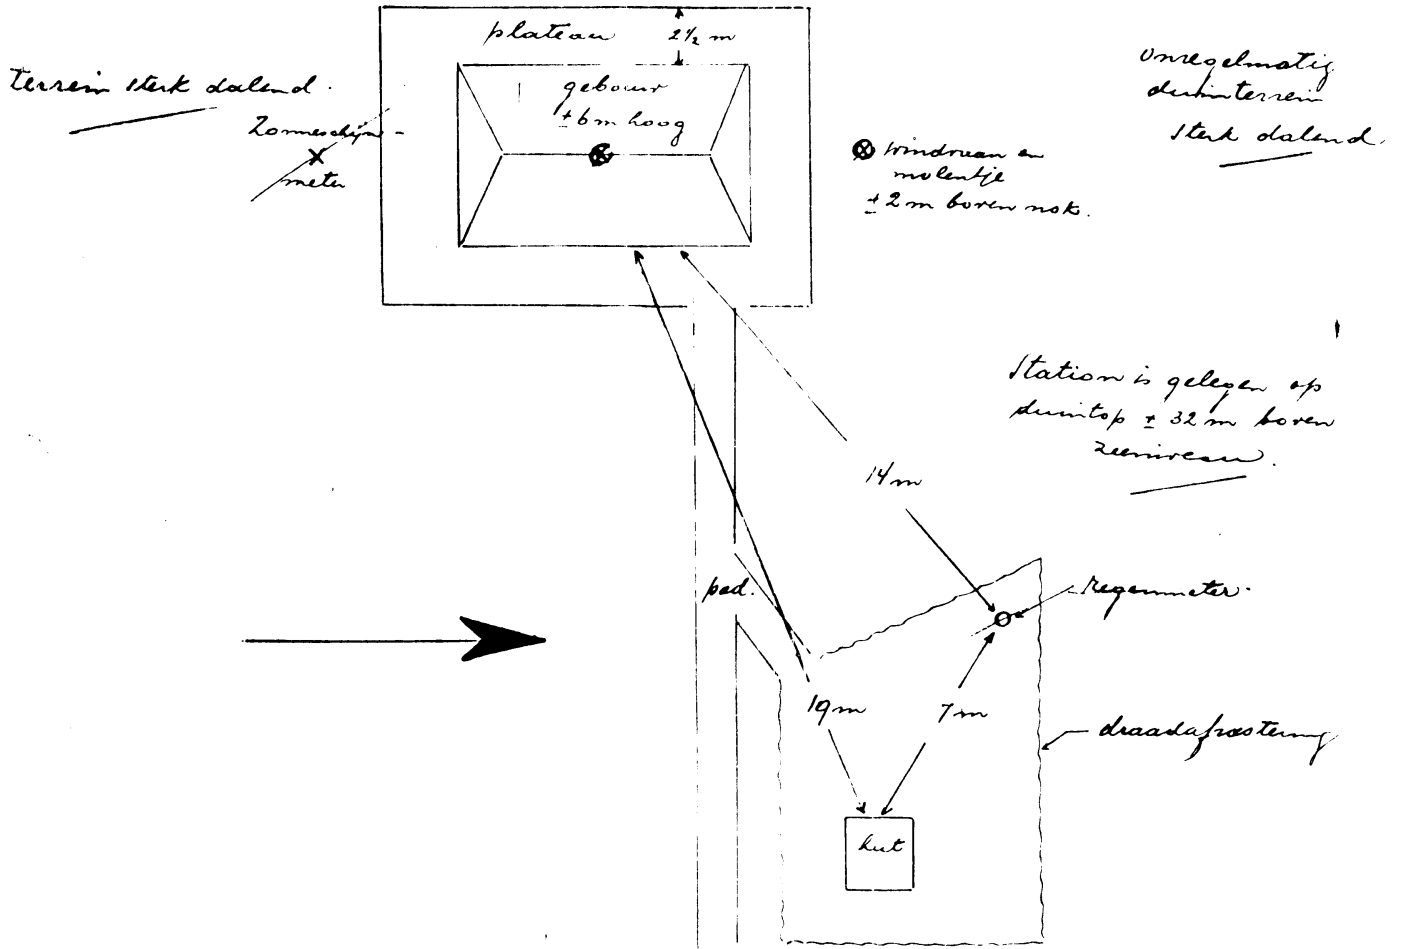 plateau
2½ m
gebouw
± 6m hoog
terrein sterk dalend.
Zonneschijn-
meter
onregelmatig
duinterrein
sterk dalend.
windvaan en
molentje
± 2m boven nok.
Station is gelegen op
duintop ± 32m boven
zeeniveau.
14m
pad.
regenmeter.
19m
7m
draadafrastering
hut